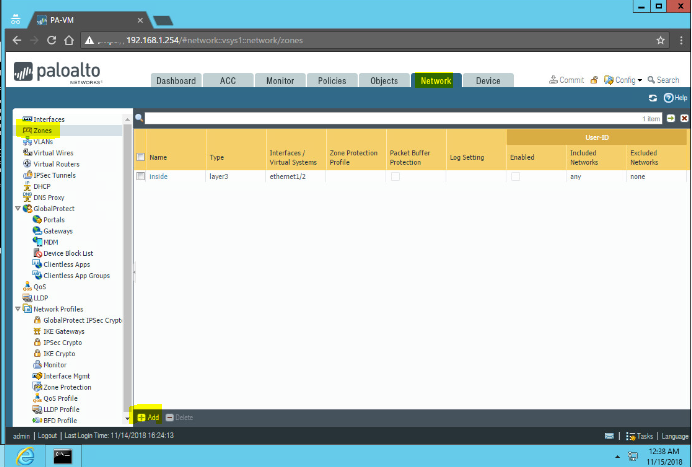 PA-VM
192.168.1.254/#network::vsys1::network/zones
paloalto
NETWORKS
Dashboard ACC Monitor Policies Objects Network Device
Commit Config Search
Help
Interfaces
Zones
VLANs
Virtual Wires
Virtual Routers
IPSec Tunnels
DHCP
DNS Proxy
GlobalProtect
Portals
Gateways
MDM
Device Block List
Clientless Apps
Clientless App Groups
QoS
LLDP
Network Profiles
GlobalProtect IPSec Crypt
IKE Gateways
IPSec Crypto
IKE Crypto
Monitor
Interface Mgmt
Zone Protection
QoS Profile
LLDP Profile
BFD Profile
1 item
User-ID
Name Type Interfaces / Virtual Systems Zone Protection Profile Packet Buffer Protection Log Setting Enabled Included Networks Excluded Networks
inside layer3 ethernet1/2 any none
Add Delete
admin | Logout | Last Login Time: 11/14/2018 16:24:13
Tasks | Language
12:38 AM
11/15/2018